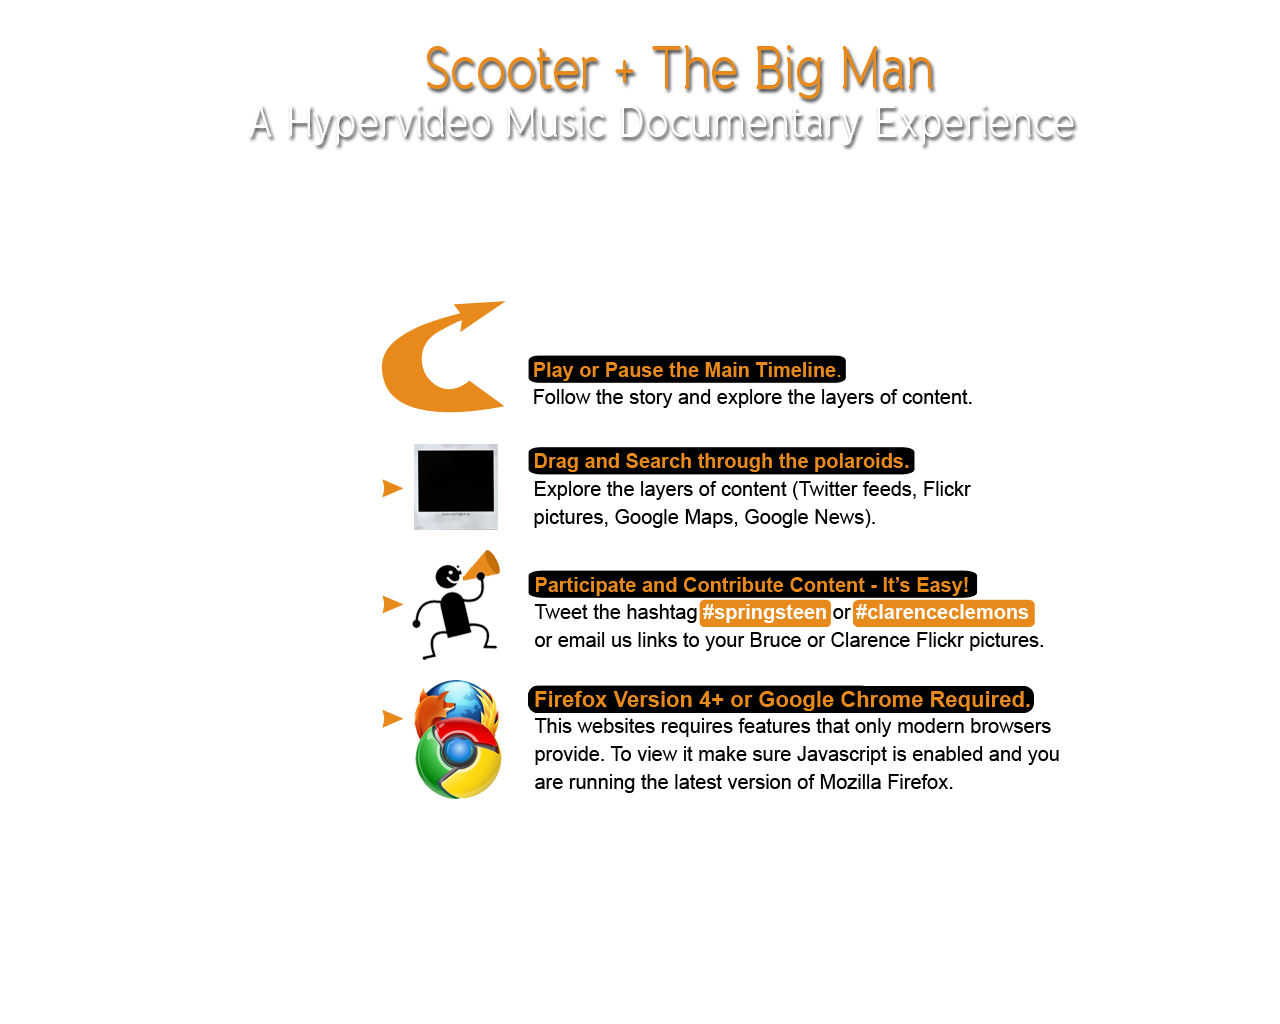 Scooter + The Big Man
A Hypervideo Music Documentary Experience
Play or Pause the Main Timeline.
Follow the story and explore the layers of content.
Drag and Search through the polaroids.
Explore the layers of content (Twitter feeds, Flickr
pictures, Google Maps, Google News).
Participate and Contribute Content - It's Easy!
Tweet the hashtag #springsteen or #clarenceclemons
or email us links to your Bruce or Clarence Flickr pictures.
Firefox Version 4+ or Google Chrome Required.
This websites requires features that only modern browsers
provide. To view it make sure Javascript is enabled and you
are running the latest version of Mozilla Firefox.